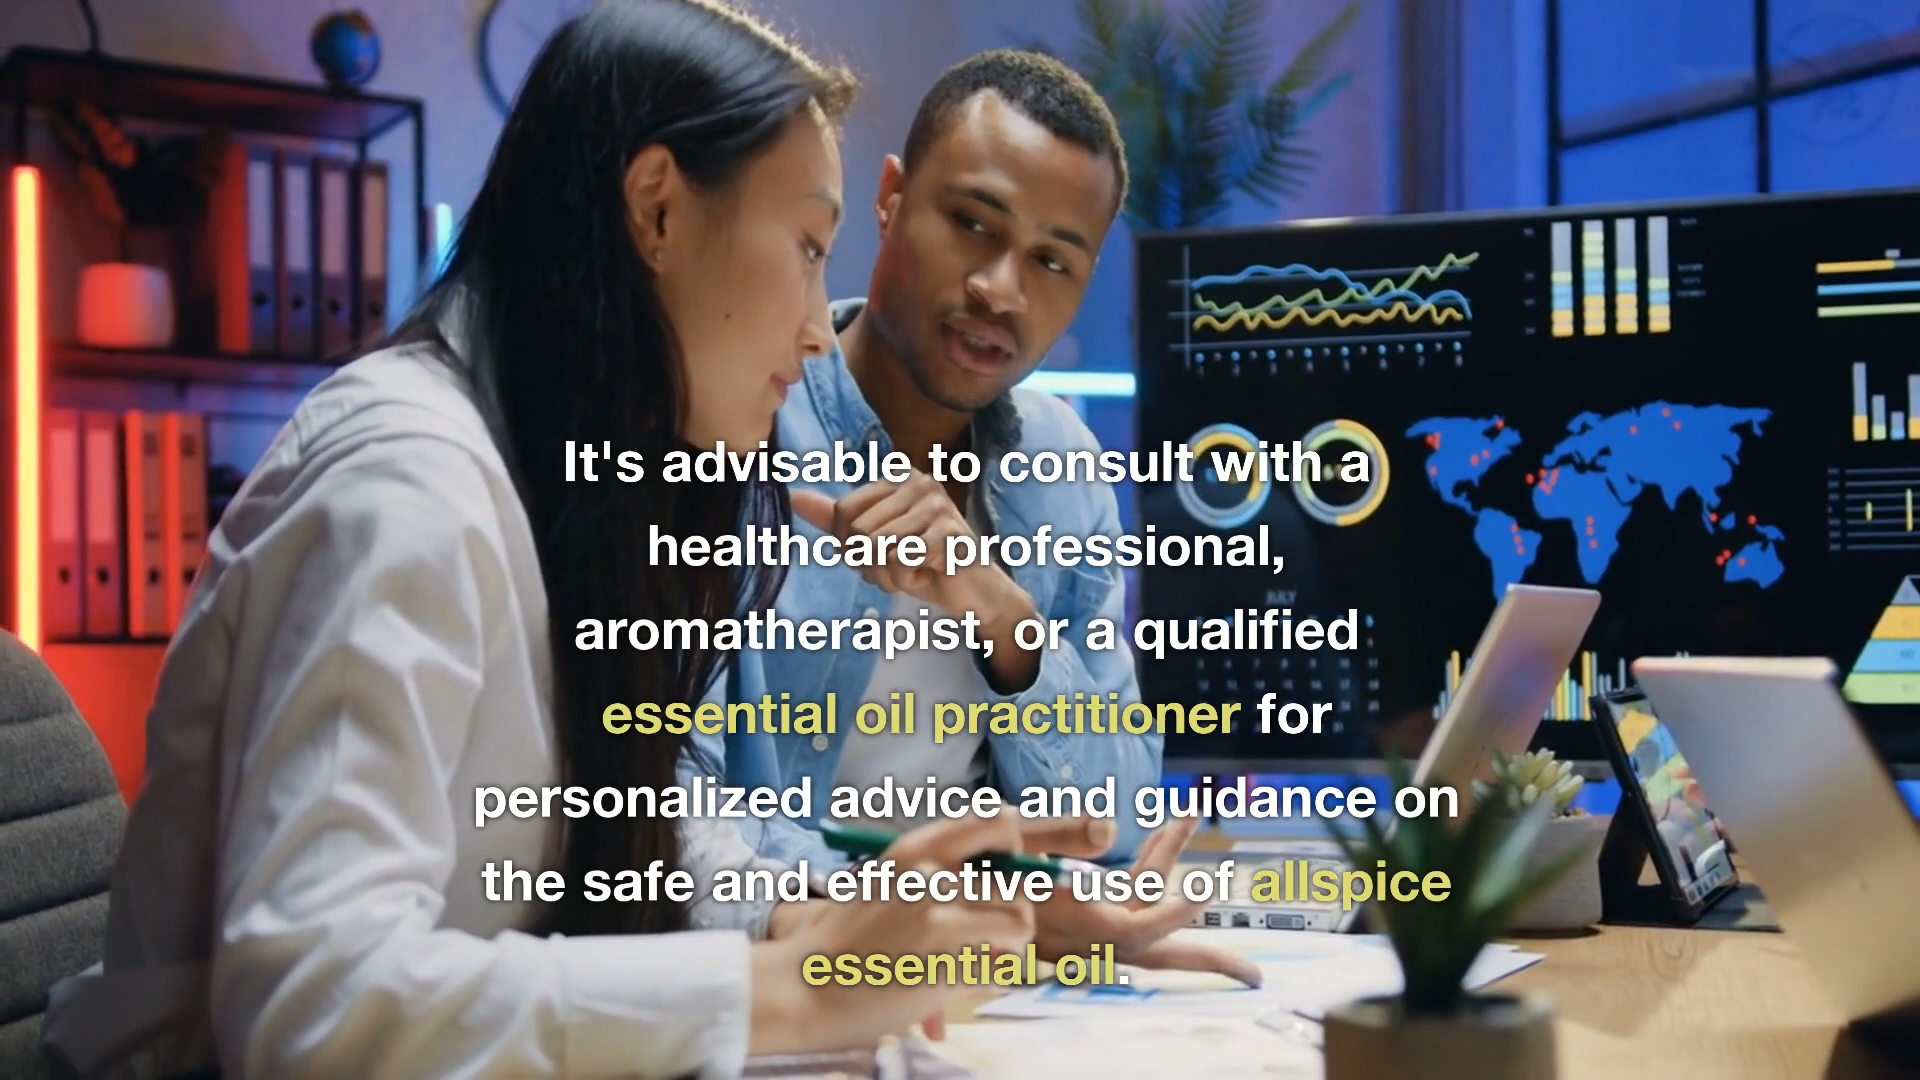 It's advisable to consult with a
healthcare professional,
aromatherapist, or a qualified
essential oil practitioner for
personalized advice and guidance on
the safe and effective use of allspice
essential oil.
JULY